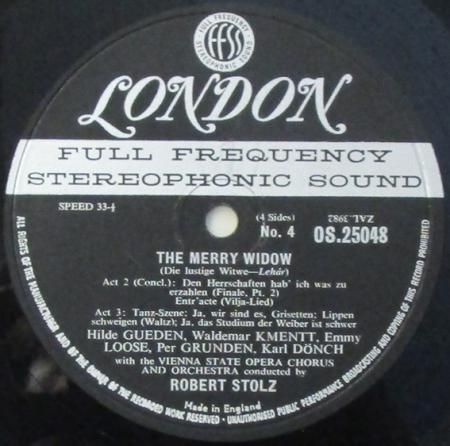 FULL FREQUENCY
ffss
STEREOPHONIC SOUND
LONDON
FULL FREQUENCY
STEREOPHONIC SOUND
SPEED 33-⅓
(4 Sides)
No. 4
ZAL.3982
OS.25048
THE MERRY WIDOW
(Die lustige Witwe—Lehár)
Act 2 (Concl.): Den Herrschaften hab' ich was zu
erzählen (Finale, Pt. 2)
Entr'acte (Vilja-Lied)
Act 3: Tanz-Szene: Ja, wir sind es, Grisetten: Lippen
schweigen (Waltz); Ja, das Studium der Weiber ist schwer
Hilde GUEDEN, Waldemar KMENTT, Emmy
LOOSE, Per GRUNDEN, Karl DÖNCH
with the VIENNA STATE OPERA CHORUS
AND ORCHESTRA conducted by
ROBERT STOLZ
Made in England
ALL RIGHTS OF THE MANUFACTURER AND OF THE OWNER OF THE RECORDED WORK RESERVED · UNAUTHORISED PUBLIC PERFORMANCE BROADCASTING AND COPYING OF THIS RECORD PROHIBITED